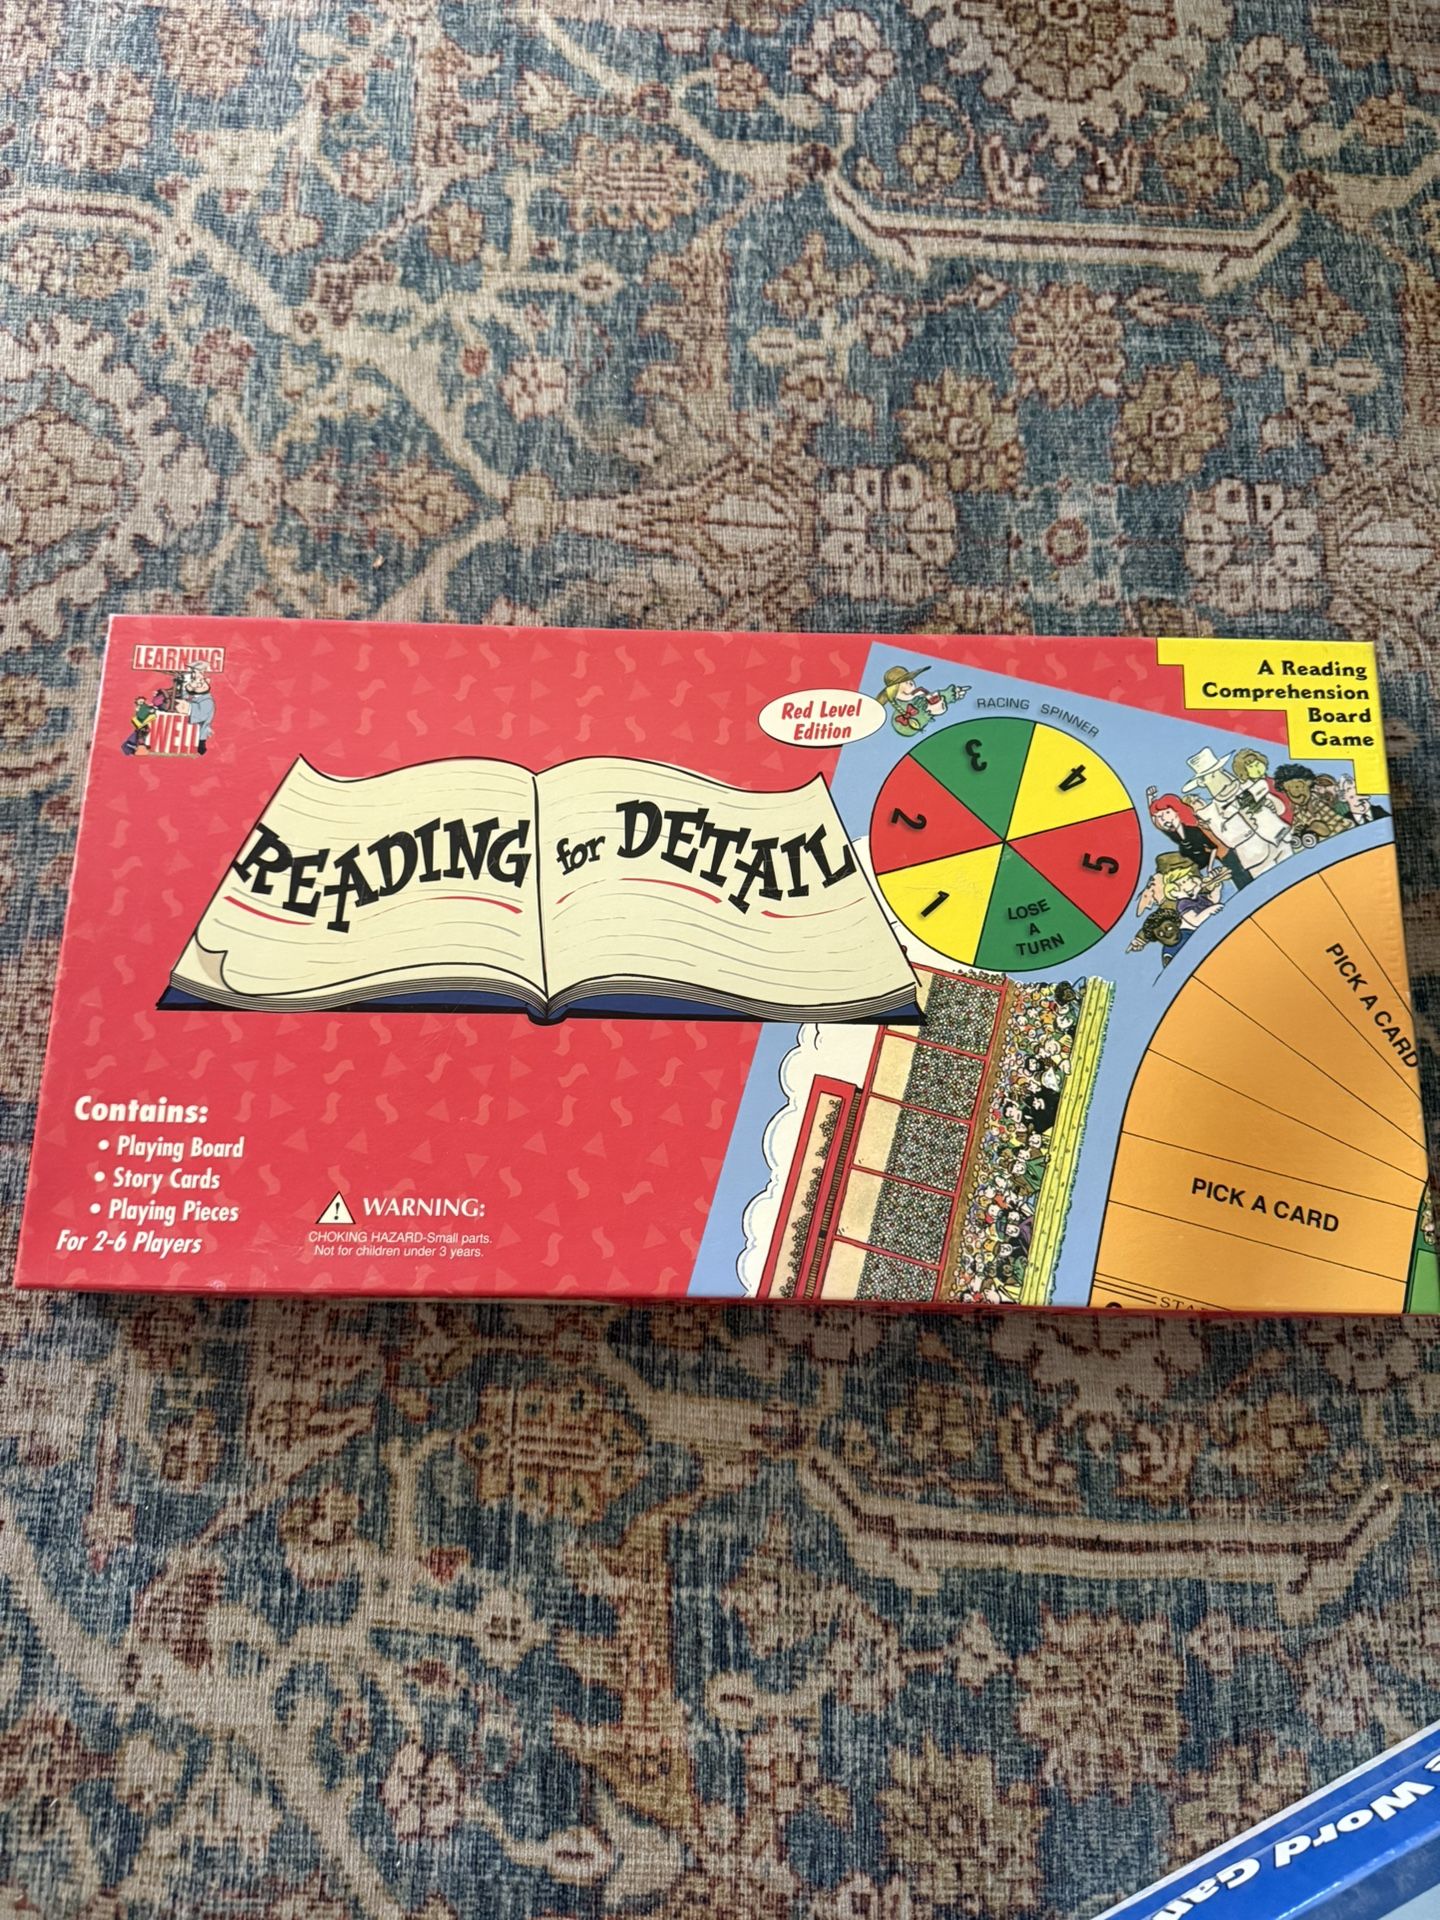 LEARNING
WELL
READING for DETAIL
Red Level
Edition
RACING SPINNER
1
2
3
4
5
LOSE
A
TURN
A Reading
Comprehension
Board
Game
PICK A CARD
PICK A CARD
Contains:
• Playing Board
• Story Cards
• Playing Pieces
For 2-6 Players
! WARNING:
CHOKING HAZARD-Small parts.
Not for children under 3 years.
Word